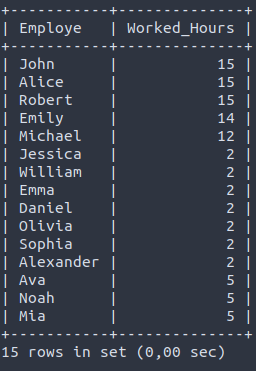 +-----------+--------------+
| Employe   | Worked_Hours |
+-----------+--------------+
| John      |           15 |
| Alice     |           15 |
| Robert    |           15 |
| Emily     |           14 |
| Michael   |           12 |
| Jessica   |            2 |
| William   |            2 |
| Emma      |            2 |
| Daniel    |            2 |
| Olivia    |            2 |
| Sophia    |            2 |
| Alexander |            2 |
| Ava       |            5 |
| Noah      |            5 |
| Mia       |            5 |
+-----------+--------------+
15 rows in set (0,00 sec)